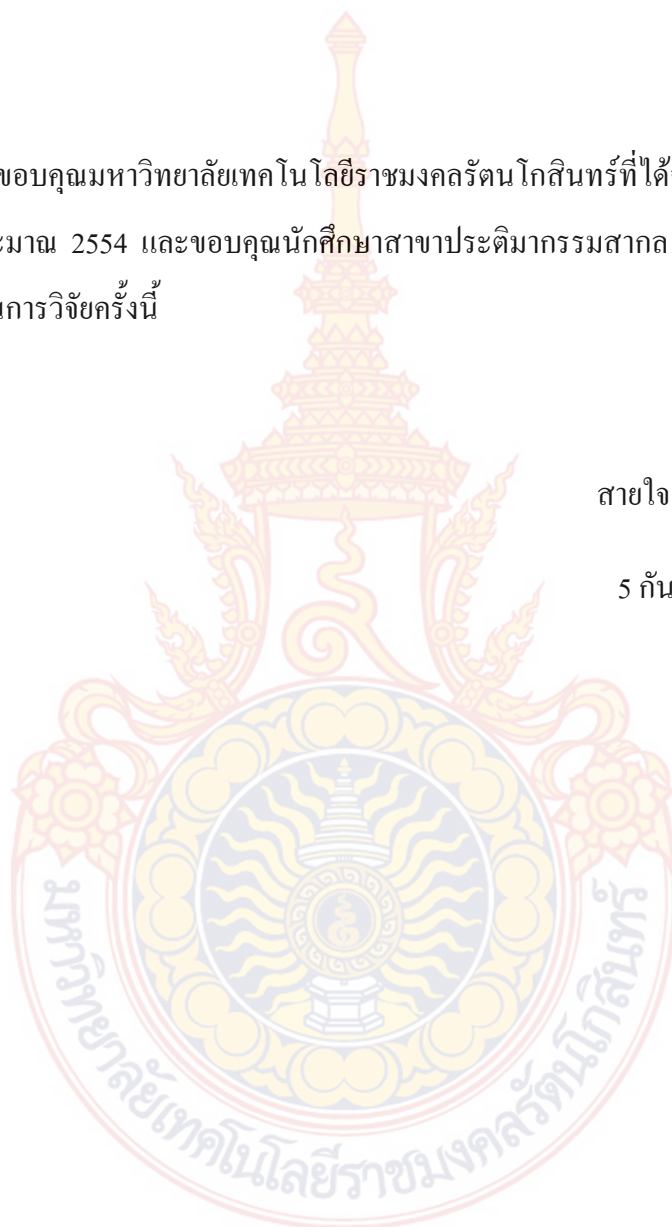 ขอบคุณมหาวิทยาลัยเทคโนโลยีราชมงคลรัตนโกสินทร์ที่ได้
มาณ 2554 และขอบคุณนักศึกษาสาขาประติมากรรมสากล
การวิจัยครั้งนี้
สายใจ
5 กัน
มหาวิทยาลัยเทคโนโลยีราชมงคลรัตนโกสินทร์